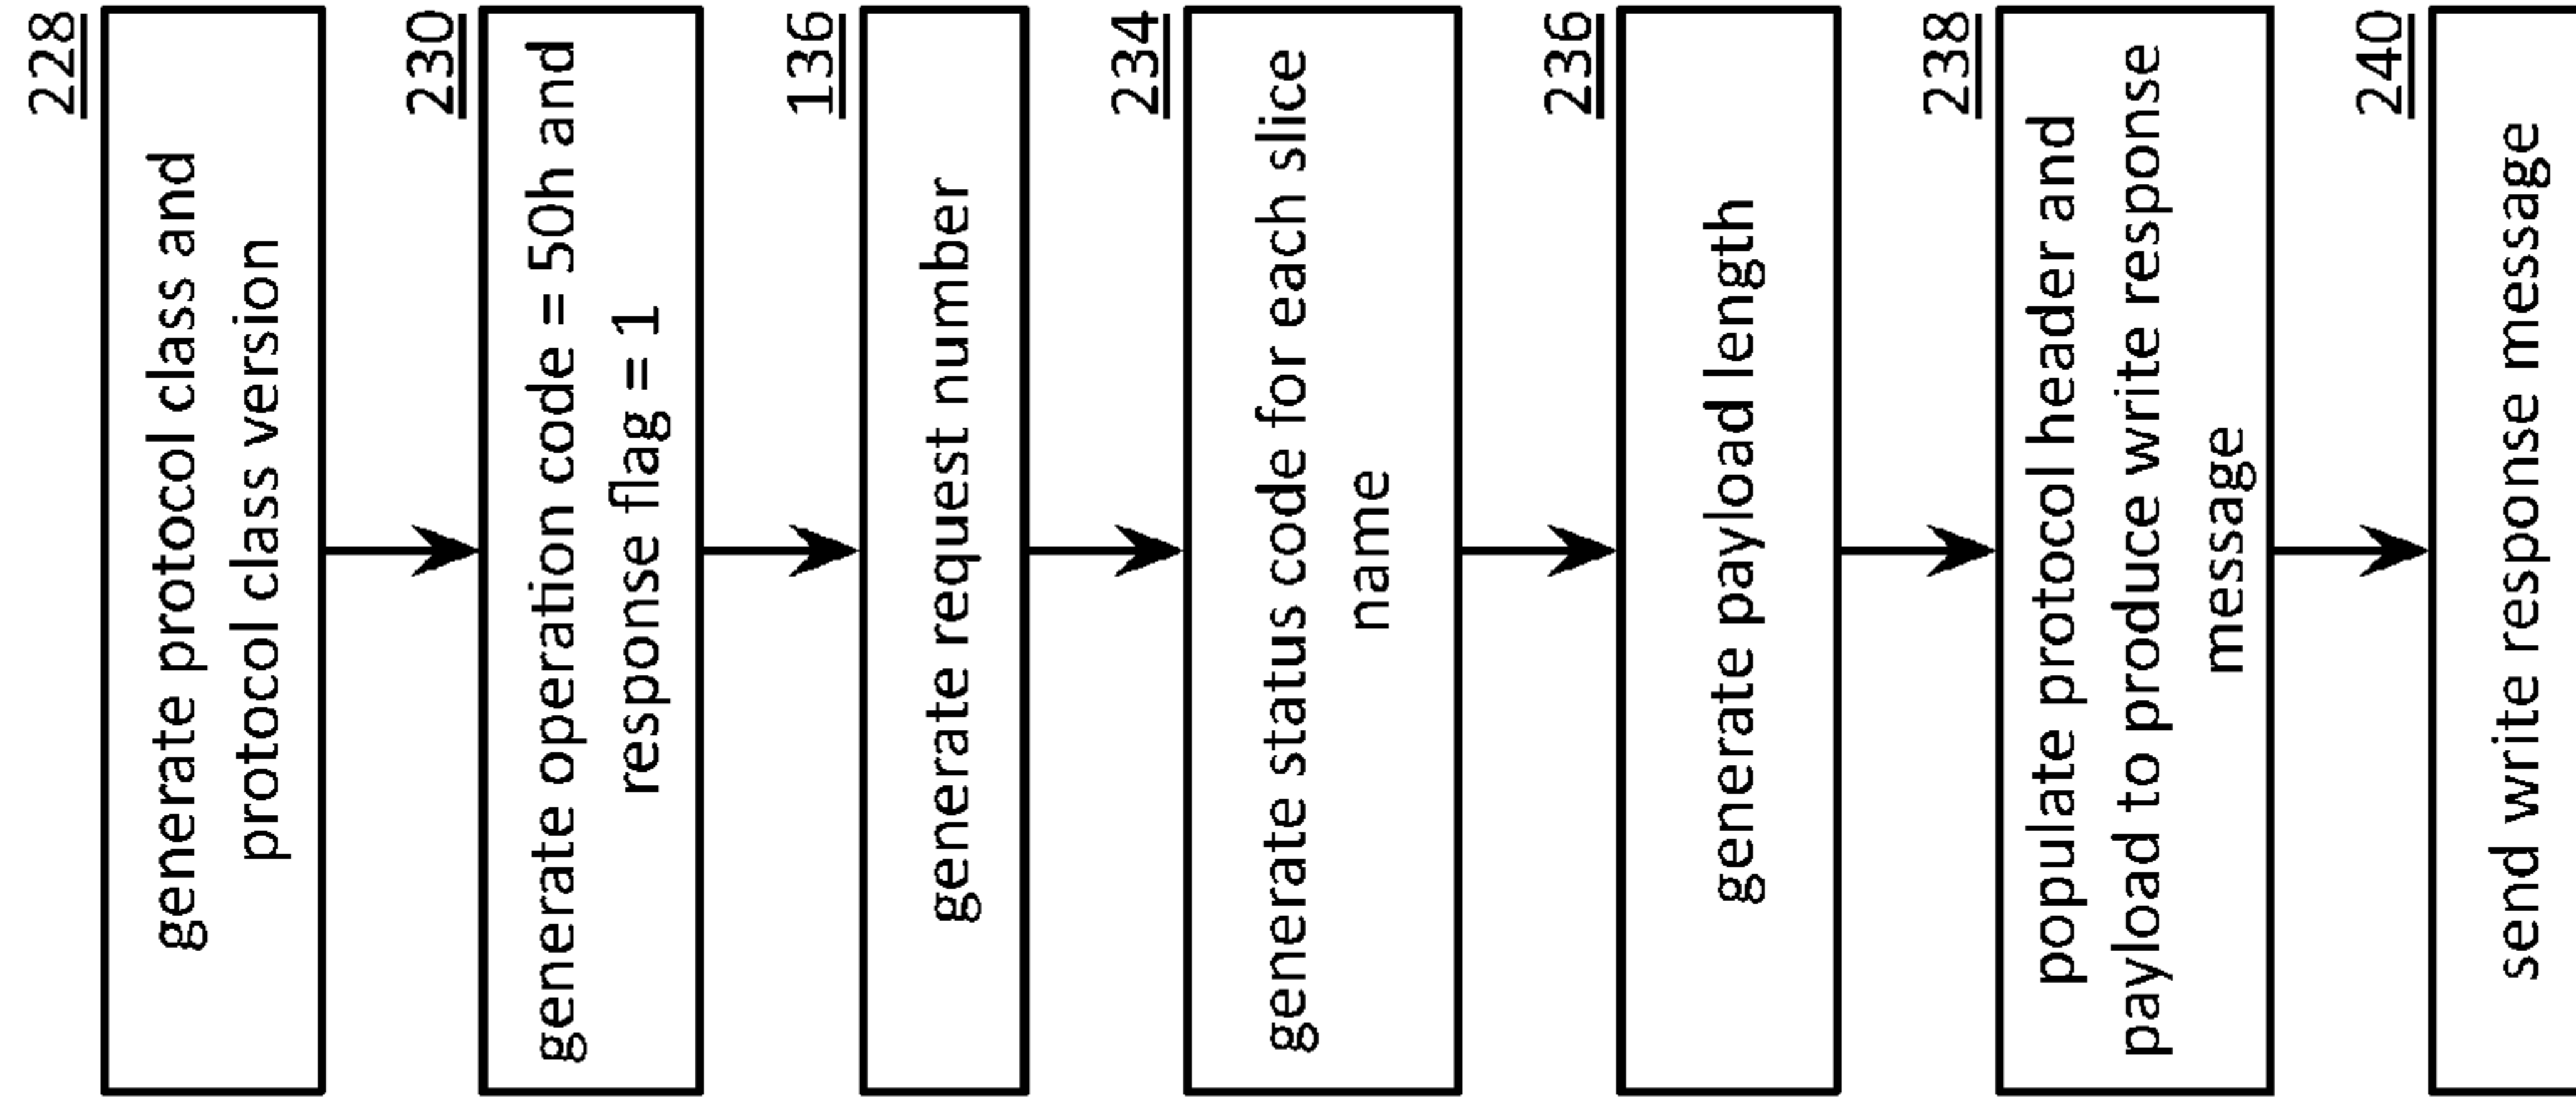 228
generate protocol class and
protocol class version
230
generate operation code = 50h and
response flag = 1
136
generate request number
234
generate status code for each slice
name
236
generate payload length
238
populate protocol header and
payload to produce write response
message
240
send write response message